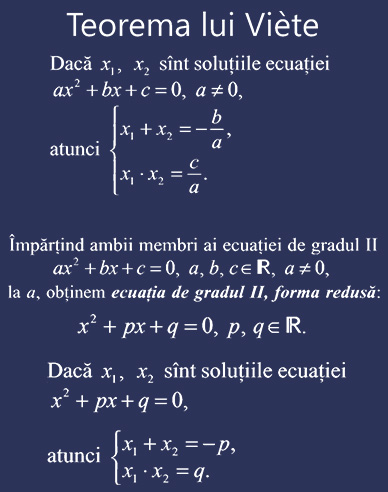 Teorema lui Viète
Dacă x₁, x₂ sînt soluțiile ecuației
ax² + bx + c = 0, a ≠ 0,
atunci { x₁ + x₂ = −b/a,
x₁ · x₂ = c/a.
Împărțind ambii membri ai ecuației de gradul II
ax² + bx + c = 0, a, b, c ∈ ℝ, a ≠ 0,
la a, obținem ecuația de gradul II, forma redusă:
x² + px + q = 0, p, q ∈ ℝ.
Dacă x₁, x₂ sînt soluțiile ecuației
x² + px + q = 0,
atunci { x₁ + x₂ = −p,
x₁ · x₂ = q.